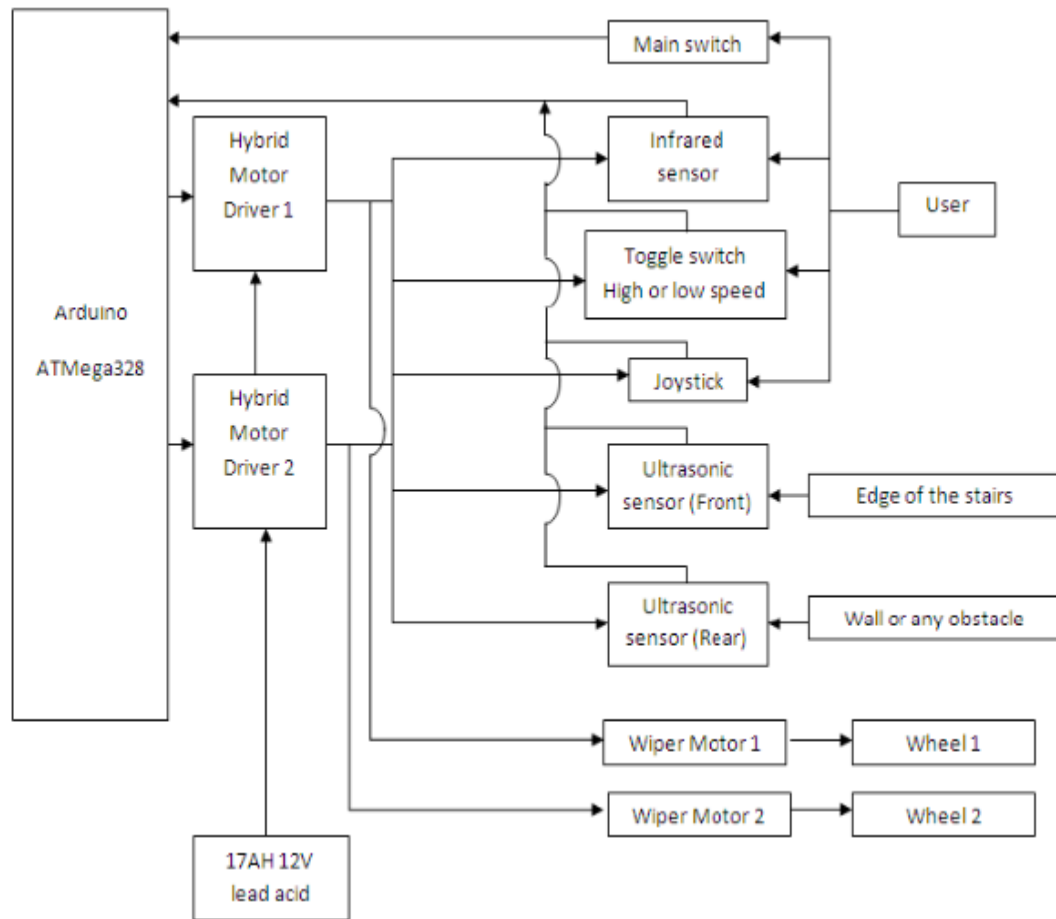 Main switch
Hybrid
Motor
Driver 1
Infrared
sensor
User
Toggle switch
High or low speed
Arduino
ATMega328
Joystick
Hybrid
Motor
Driver 2
Ultrasonic
sensor (Front)
Edge of the stairs
Ultrasonic
sensor (Rear)
Wall or any obstacle
Wiper Motor 1
Wheel 1
Wiper Motor 2
Wheel 2
17AH 12V
lead acid